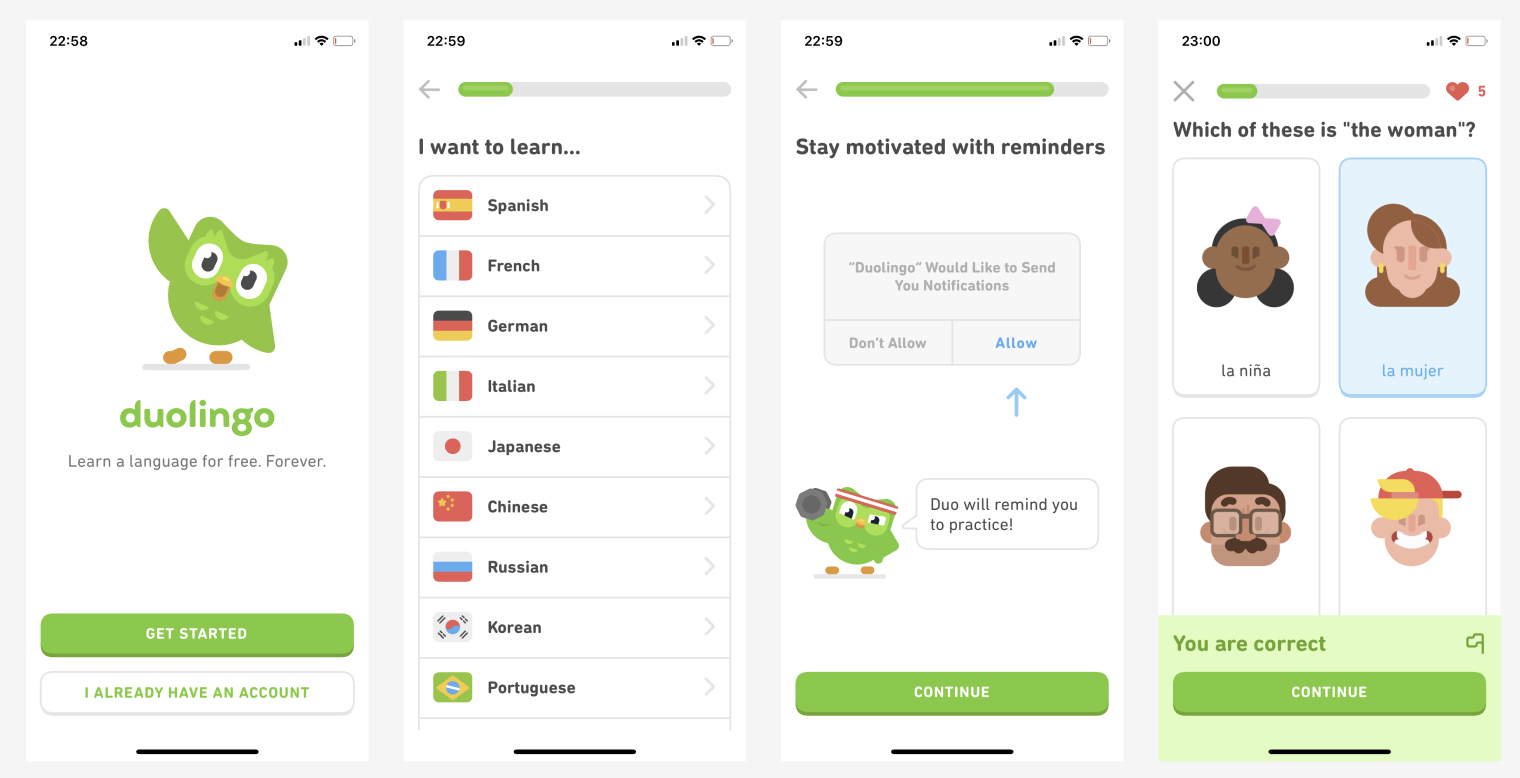 22:58
duolingo
Learn a language for free. Forever.
GET STARTED
I ALREADY HAVE AN ACCOUNT
22:59
I want to learn...
Spanish
French
German
Italian
Japanese
Chinese
Russian
Korean
Portuguese
22:59
Stay motivated with reminders
“Duolingo” Would Like to Send
You Notifications
Don’t Allow
Allow
Duo will remind you
to practice!
CONTINUE
23:00
5
Which of these is "the woman"?
la niña
la mujer
You are correct
CONTINUE